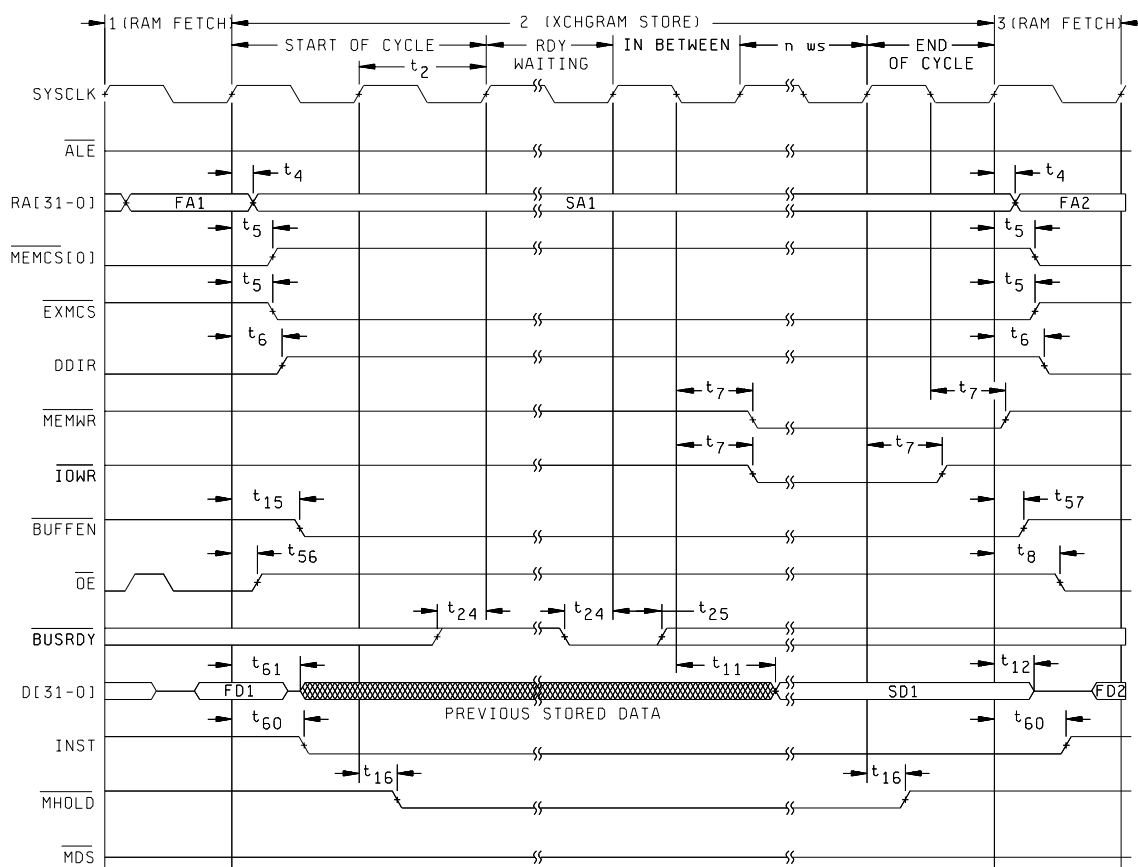 1 (RAM FETCH) 2 (XCHGRAM STORE) 3 (RAM FETCH)
START OF CYCLE RDY WAITING IN BETWEEN n ws END OF CYCLE
t2
SYSCLK
ALE
t4 t4
RA[31-0] FA1 SA1 FA2
t5 t5
MEMCS[0]
t5 t5
EXMCS
t6 t6
DDIR
t7 t7
MEMWR
t7 t7
IOWR
t15 t57
BUFFEN
t56 t8
OE
t24 t24 t25
BUSRDY
t61 t11 t12
D[31-0] FD1 SD1 FD2
PREVIOUS STORED DATA
t60 t60
INST
t16 t16
MHOLD
MDS